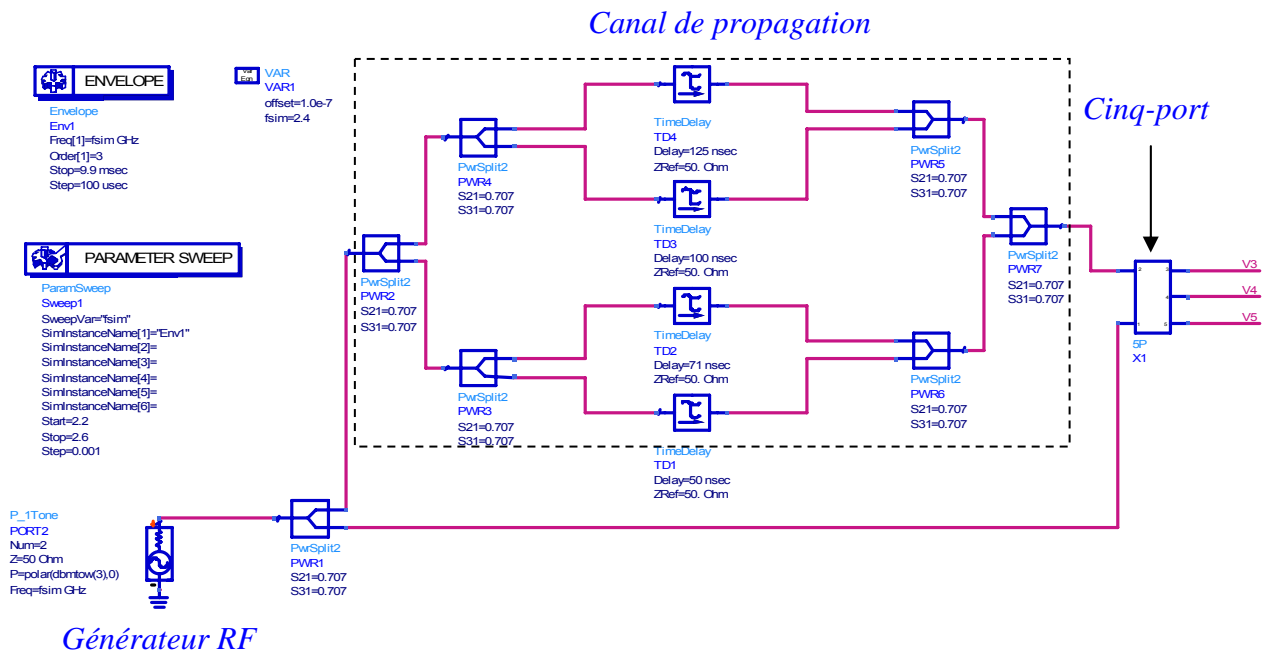 Canal de propagation
ENVELOPE
Envelope
Env1
Freq[1]=fsim GHz
Order[1]=3
Stop=9.9 msec
Step=100 usec
Var
Eqn
VAR
VAR1
offset=1.0e-7
fsim=2.4
PARAMETER SWEEP
ParamSweep
Sweep1
SweepVar="fsim"
SimInstanceName[1]="Env1"
SimInstanceName[2]=
SimInstanceName[3]=
SimInstanceName[4]=
SimInstanceName[5]=
SimInstanceName[6]=
Start=2.2
Stop=2.6
Step=0.001
P_1Tone
PORT2
Num=2
Z=50 Ohm
P=polar(dbmtow(3),0)
Freq=fsim GHz
Générateur RF
PwrSplit2
PWR1
S21=0.707
S31=0.707
PwrSplit2
PWR2
S21=0.707
S31=0.707
PwrSplit2
PWR4
S21=0.707
S31=0.707
PwrSplit2
PWR3
S21=0.707
S31=0.707
TimeDelay
TD4
Delay=125 nsec
ZRef=50. Ohm
TimeDelay
TD3
Delay=100 nsec
ZRef=50. Ohm
TimeDelay
TD2
Delay=71 nsec
ZRef=50. Ohm
TimeDelay
TD1
Delay=50 nsec
ZRef=50. Ohm
PwrSplit2
PWR5
S21=0.707
S31=0.707
PwrSplit2
PWR6
S21=0.707
S31=0.707
PwrSplit2
PWR7
S21=0.707
S31=0.707
Cinq-port
2
3
4
1
5
5P
X1
V3
V4
V5